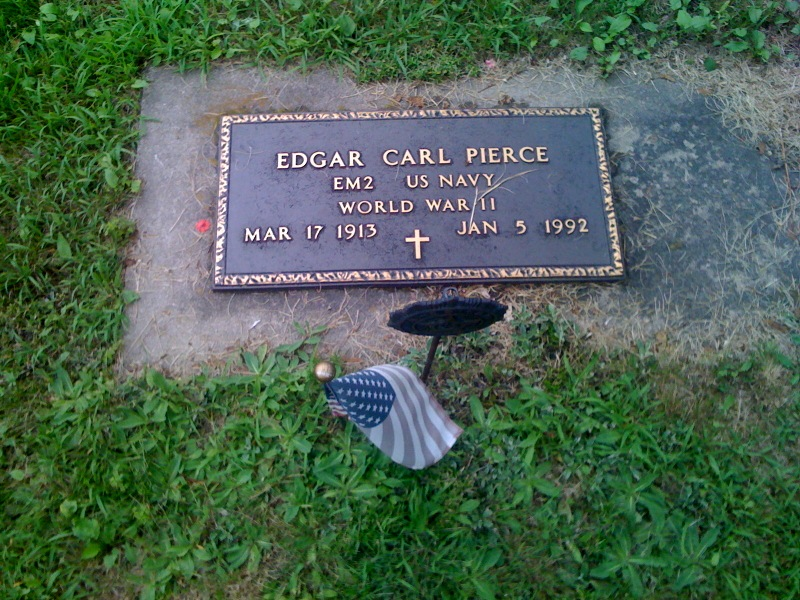 EDGAR CARL PIERCE
EM2 US NAVY
WORLD WAR II
MAR 17 1913 JAN 5 1992